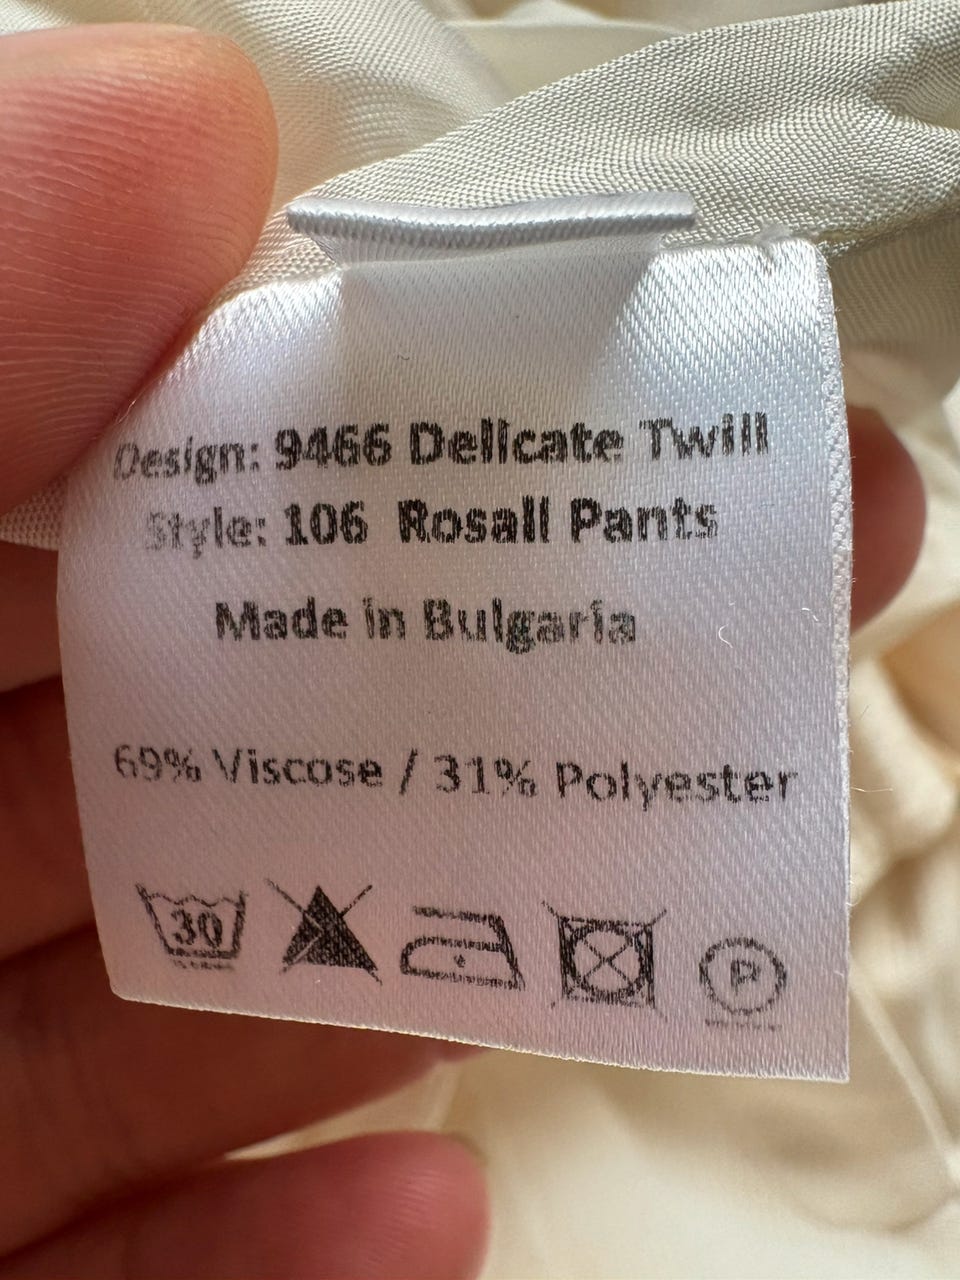 Design: 9466 Delicate Twill
Style: 106 Rosall Pants
Made in Bulgaria
69% Viscose / 31% Polyester
30 P